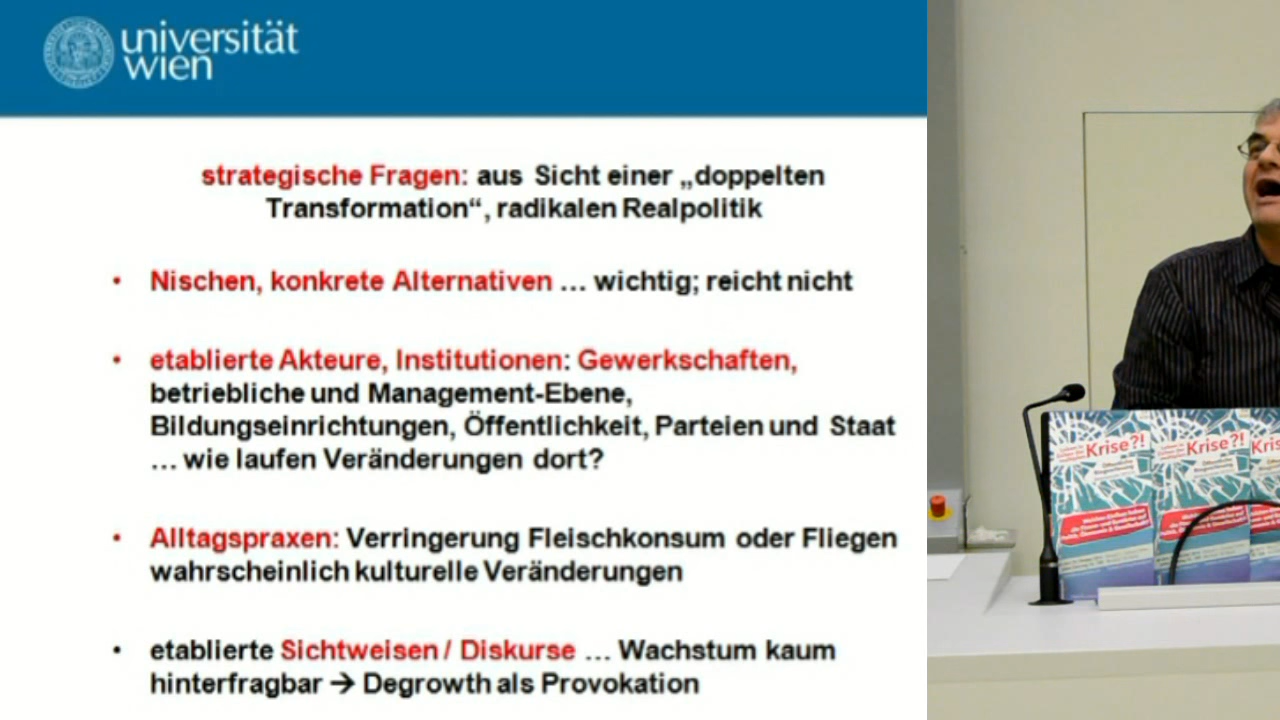 universität
wien
strategische Fragen: aus Sicht einer „doppelten
Transformation“, radikalen Realpolitik
• Nischen, konkrete Alternativen … wichtig; reicht nicht
• etablierte Akteure, Institutionen: Gewerkschaften,
betriebliche und Management-Ebene,
Bildungseinrichtungen, Öffentlichkeit, Parteien und Staat
… wie laufen Veränderungen dort?
• Alltagspraxen: Verringerung Fleischkonsum oder Fliegen
wahrscheinlich kulturelle Veränderungen
• etablierte Sichtweisen / Diskurse … Wachstum kaum
hinterfragbar → Degrowth als Provokation
Krise?!
Krise?!
Kris